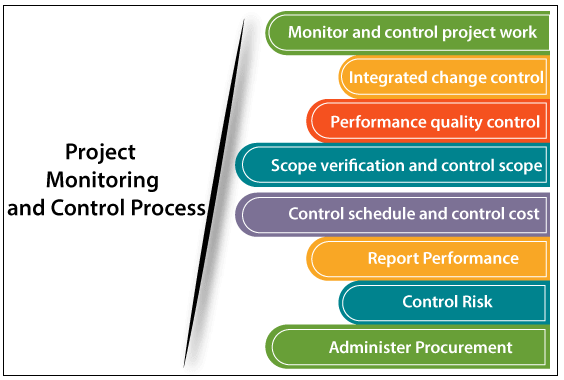 Project
Monitoring
and Control Process
Monitor and control project work
Integrated change control
Performance quality control
Scope verification and control scope
Control schedule and control cost
Report Performance
Control Risk
Administer Procurement